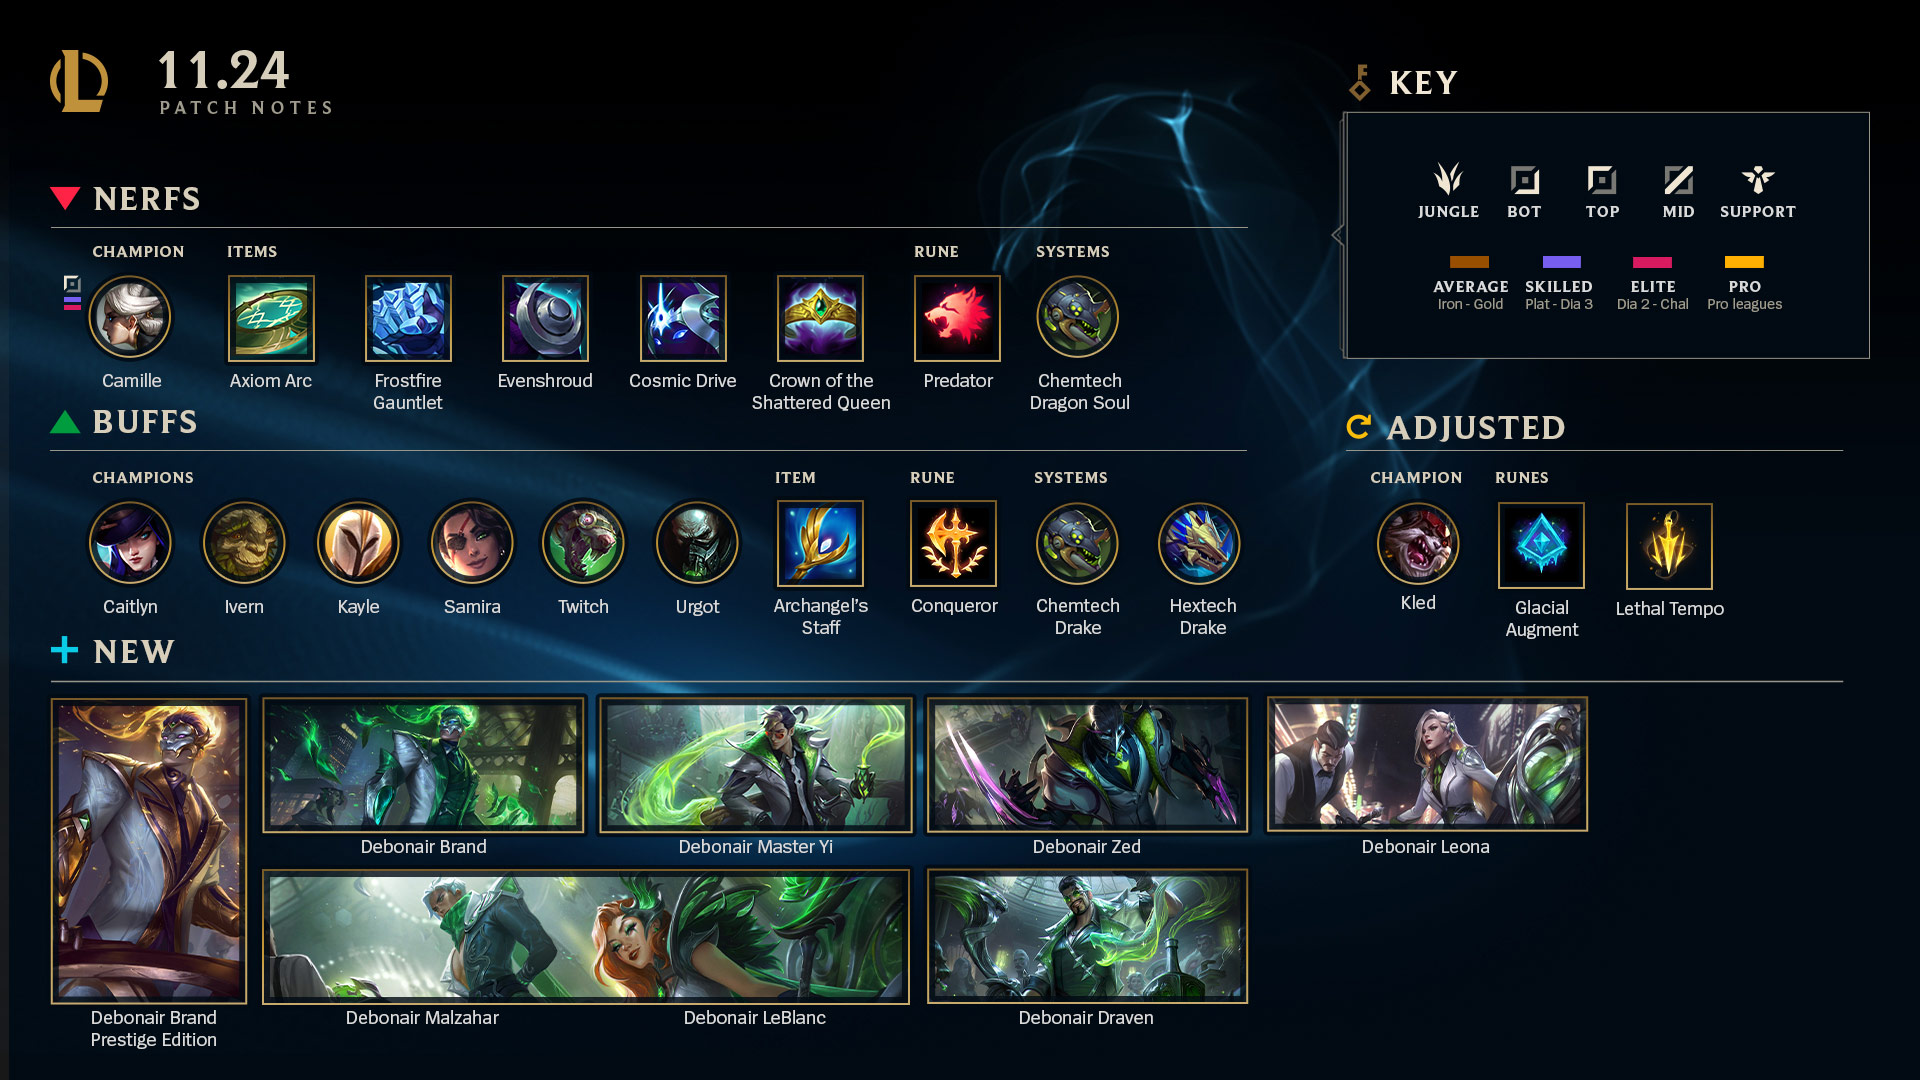 11.24
PATCH NOTES
KEY
JUNGLE BOT TOP MID SUPPORT
AVERAGE SKILLED ELITE PRO
Iron - Gold Plat - Dia 3 Dia 2 - Chal Pro leagues
NERFS
CHAMPION ITEMS RUNE SYSTEMS
Camille Axiom Arc Frostfire Evenshroud Cosmic Drive Crown of the Predator Chemtech
Gauntlet Shattered Queen Dragon Soul
BUFFS
CHAMPIONS ITEM RUNE SYSTEMS
Caitlyn Ivern Kayle Samira Twitch Urgot Archangel's Conqueror Chemtech Hextech
Staff Drake Drake
ADJUSTED
CHAMPION RUNES
Kled Glacial Lethal Tempo
Augment
NEW
Debonair Brand Debonair Master Yi Debonair Zed Debonair Leona
Debonair Brand Debonair Malzahar Debonair LeBlanc Debonair Draven
Prestige Edition